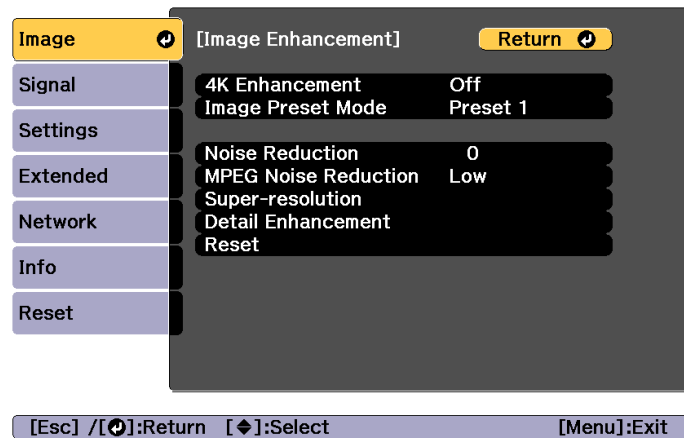 Image
Signal
Settings
Extended
Network
Info
Reset
[Image Enhancement] Return
4K Enhancement Off
Image Preset Mode Preset 1
Noise Reduction 0
MPEG Noise Reduction Low
Super-resolution
Detail Enhancement
Reset
[Esc] /[ ]:Return [ ]:Select [Menu]:Exit